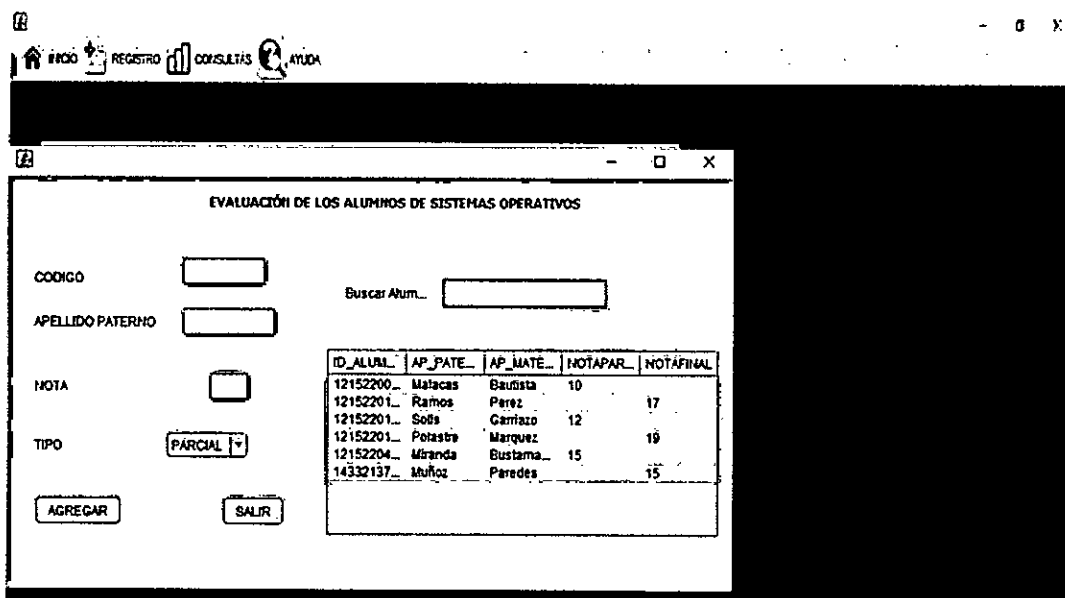 INICIO REGISTRO CONSULTAS AYUDA
EVALUACIÓN DE LOS ALUMNOS DE SISTEMAS OPERATIVOS
CODIGO
Buscar Alum...
APELLIDO PATERNO
NOTA
TIPO PARCIAL
AGREGAR SALIR
ID_ALUM... AP_PATE... AP_MATE... NOTAPAR... NOTAFINAL
12152200... Matacas Bautista 10
12152201... Ramos Perez 17
12152201... Solis Garriazo 12
12152201... Potastre Marquez 19
12152204... Miranda Bustama... 15
14332137... Muñoz Paredes 15